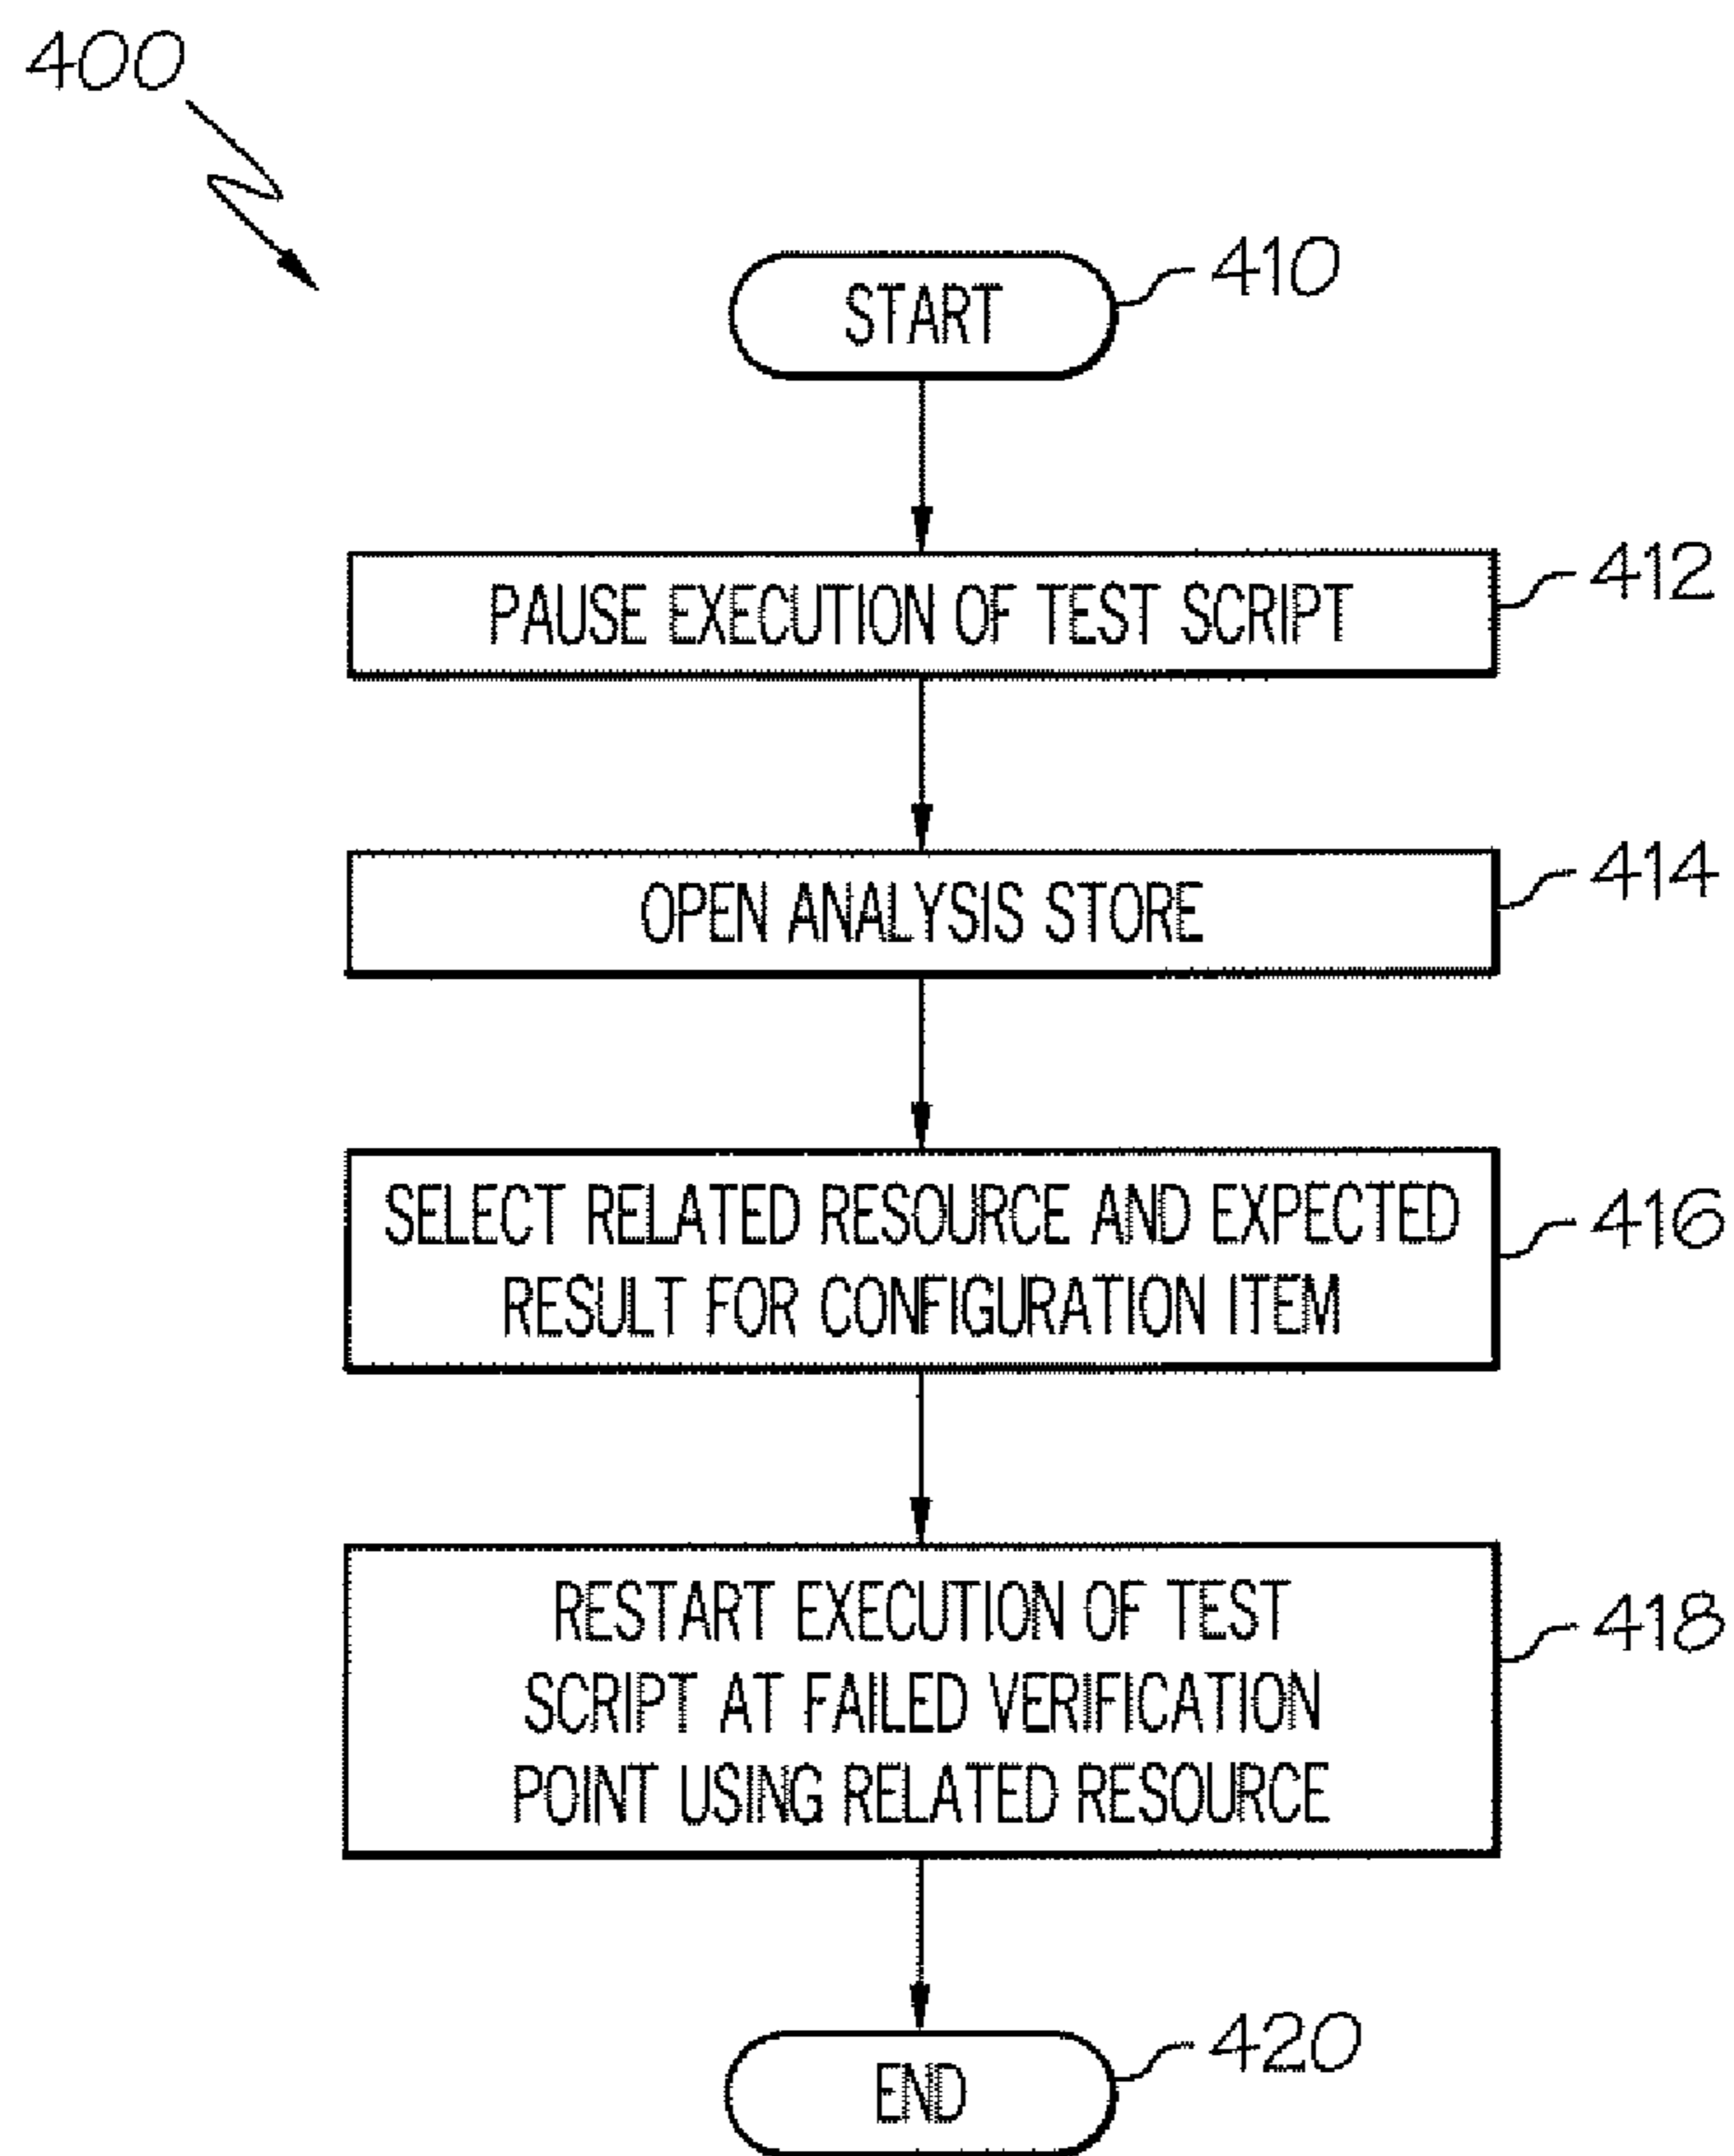 400
START
410
PAUSE EXECUTION OF TEST SCRIPT
412
OPEN ANALYSIS STORE
414
SELECT RELATED RESOURCE AND EXPECTED
RESULT FOR CONFIGURATION ITEM
416
RESTART EXECUTION OF TEST
SCRIPT AT FAILED VERIFICATION
POINT USING RELATED RESOURCE
418
END
420